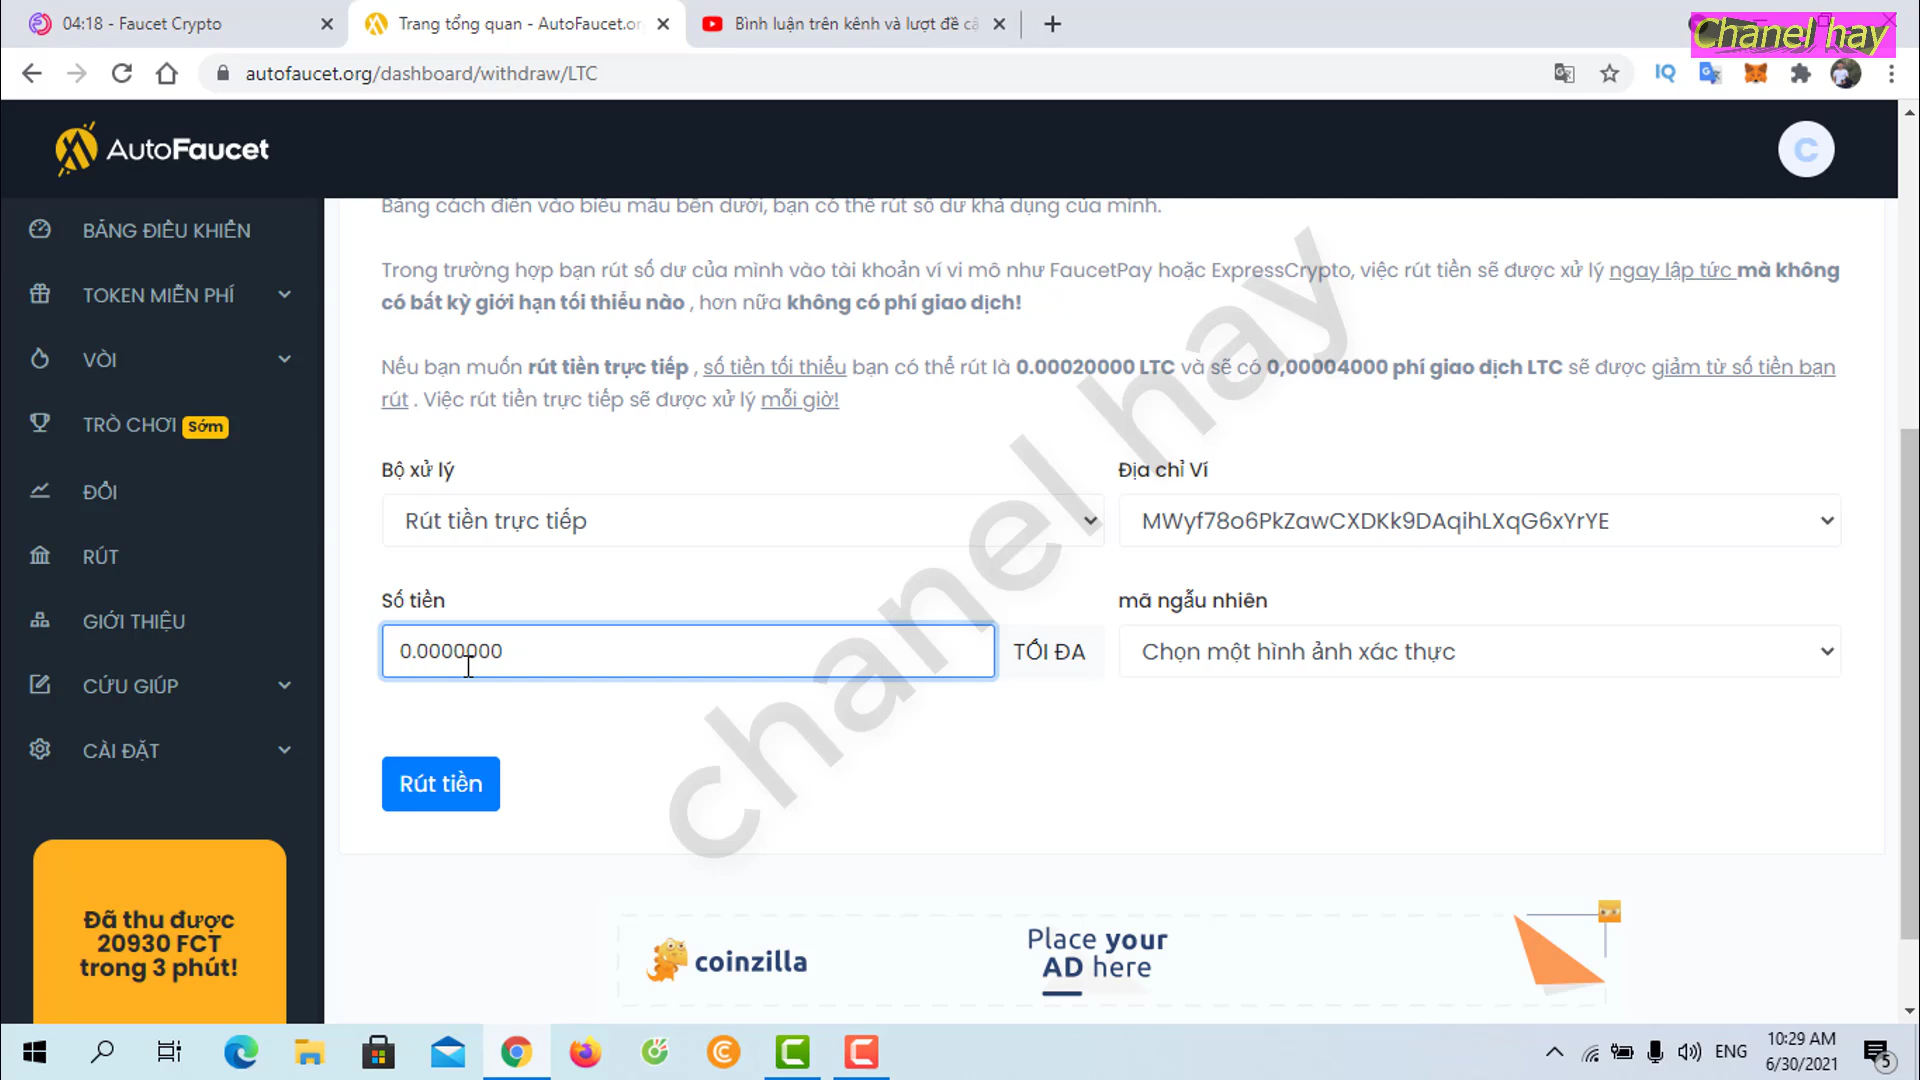 04:18 - Faucet Crypto
Trang tổng quan - AutoFaucet.or
Bình luận trên kênh và lượt đề cậ
Chanel hay
autofaucet.org/dashboard/withdraw/LTC
IQ
AutoFaucet
C
BẢNG ĐIỀU KHIỂN
TOKEN MIỄN PHÍ
VÒI
TRÒ CHƠI Sớm
ĐỔI
RÚT
GIỚI THIỆU
CỨU GIÚP
CÀI ĐẶT
Đã thu được
20930 FCT
trong 3 phút!
Bằng cách điền vào biểu mẫu bên dưới, bạn có thể rút số dư khả dụng của mình.
Trong trường hợp bạn rút số dư của mình vào tài khoản ví vi mô như FaucetPay hoặc ExpressCrypto, việc rút tiền sẽ được xử lý ngay lập tức mà không
có bất kỳ giới hạn tối thiểu nào , hơn nữa không có phí giao dịch!
Nếu bạn muốn rút tiền trực tiếp , số tiền tối thiểu bạn có thể rút là 0.00020000 LTC và sẽ có 0,00004000 phí giao dịch LTC sẽ được giảm từ số tiền bạn
rút . Việc rút tiền trực tiếp sẽ được xử lý mỗi giờ!
Bộ xử lý
Địa chỉ Ví
Rút tiền trực tiếp
MWyf78o6PkZawCXDKk9DAqihLXqG6xYrYE
Số tiền
mã ngẫu nhiên
0.0000000
TỐI ĐA
Chọn một hình ảnh xác thực
Rút tiền
chanel hay
coinzilla
Place your
AD here
ENG
10:29 AM
6/30/2021
5